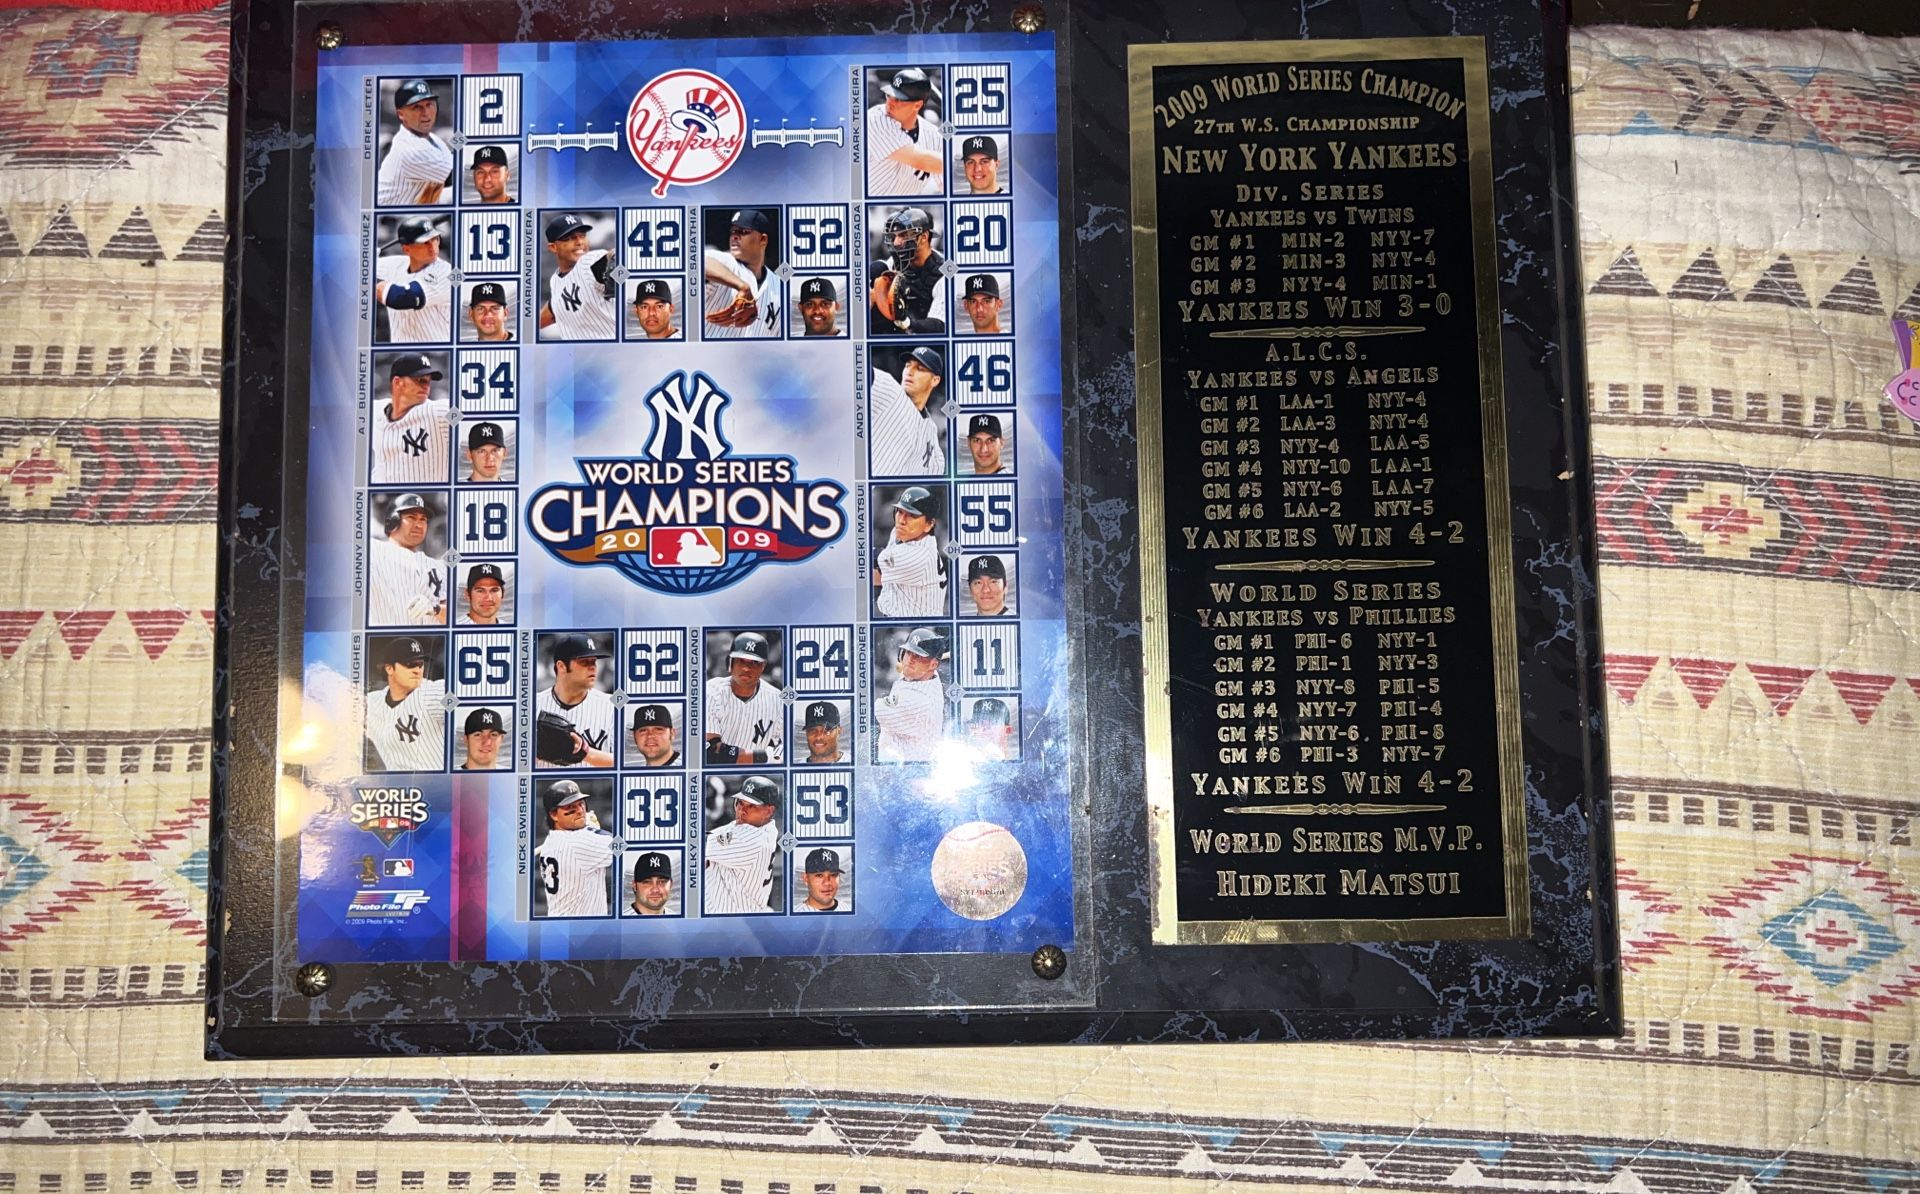 DEREK JETER
2
SS
Yankees
MARK TEIXEIRA
25
1B
ALEX RODRIGUEZ
13
3B
MARIANO RIVERA
42
P
C.C. SABATHIA
52
P
JORGE POSADA
20
C
A.J. BURNETT
34
P
ANDY PETTITTE
46
P
NY
WORLD SERIES
CHAMPIONS
20 09
JOHNNY DAMON
18
LF
HIDEKI MATSUI
55
DH
HUGHES
65
P
JOBA CHAMBERLAIN
62
P
ROBINSON CANO
24
2B
BRETT GARDNER
11
CF
NICK SWISHER
33
RF
MELKY CABRERA
53
CF
WORLD
SERIES
2009
Photo File
© 2009 Photo File, Inc.
2009 WORLD SERIES CHAMPION
27TH W.S. CHAMPIONSHIP
NEW YORK YANKEES
DIV. SERIES
YANKEES VS TWINS
GM #1 MIN-2 NYY-7
GM #2 MIN-3 NYY-4
GM #3 NYY-4 MIN-1
YANKEES WIN 3-0
A.L.C.S.
YANKEES VS ANGELS
GM #1 LAA-1 NYY-4
GM #2 LAA-3 NYY-4
GM #3 NYY-4 LAA-5
GM #4 NYY-10 LAA-1
GM #5 NYY-6 LAA-7
GM #6 LAA-2 NYY-5
YANKEES WIN 4-2
WORLD SERIES
YANKEES VS PHILLIES
GM #1 PHI-6 NYY-1
GM #2 PHI-1 NYY-3
GM #3 NYY-8 PHI-5
GM #4 NYY-7 PHI-4
GM #5 NYY-6 PHI-8
GM #6 PHI-3 NYY-7
YANKEES WIN 4-2
WORLD SERIES M.V.P.
HIDEKI MATSUI